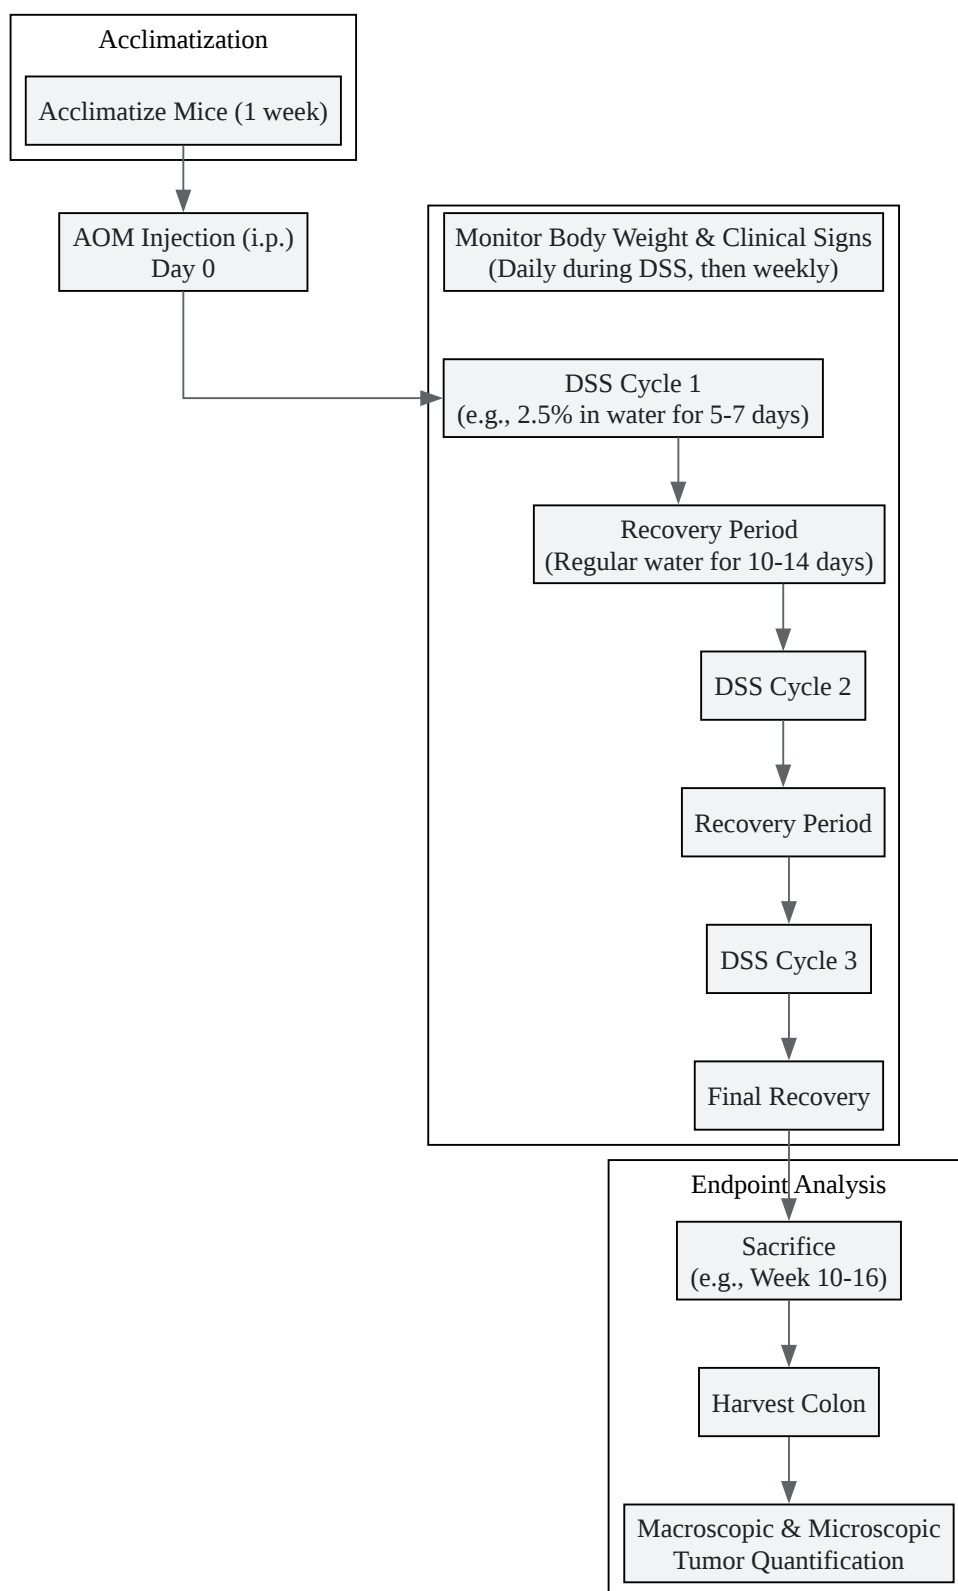 Acclimatization
Acclimatize Mice (1 week)
AOM Injection (i.p.)
Day 0
Monitor Body Weight & Clinical Signs
(Daily during DSS, then weekly)
DSS Cycle 1
(e.g., 2.5% in water for 5-7 days)
Recovery Period
(Regular water for 10-14 days)
DSS Cycle 2
Recovery Period
DSS Cycle 3
Final Recovery
Endpoint Analysis
Sacrifice
(e.g., Week 10-16)
Harvest Colon
Macroscopic & Microscopic
Tumor Quantification